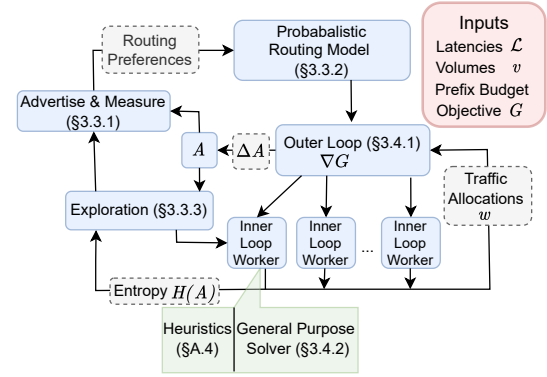 Routing
Preferences
Probabalistic
Routing Model
(§3.3.2)
Inputs
Latencies ℒ
Volumes v
Prefix Budget
Objective G
Advertise & Measure
(§3.3.1)
A
ΔA
Outer Loop (§3.4.1)
∇G
Traffic
Allocations
w
Exploration (§3.3.3)
Inner
Loop
Worker
Inner
Loop
Worker
...
Inner
Loop
Worker
Entropy H(A)
Heuristics
(§A.4)
General Purpose
Solver (§3.4.2)